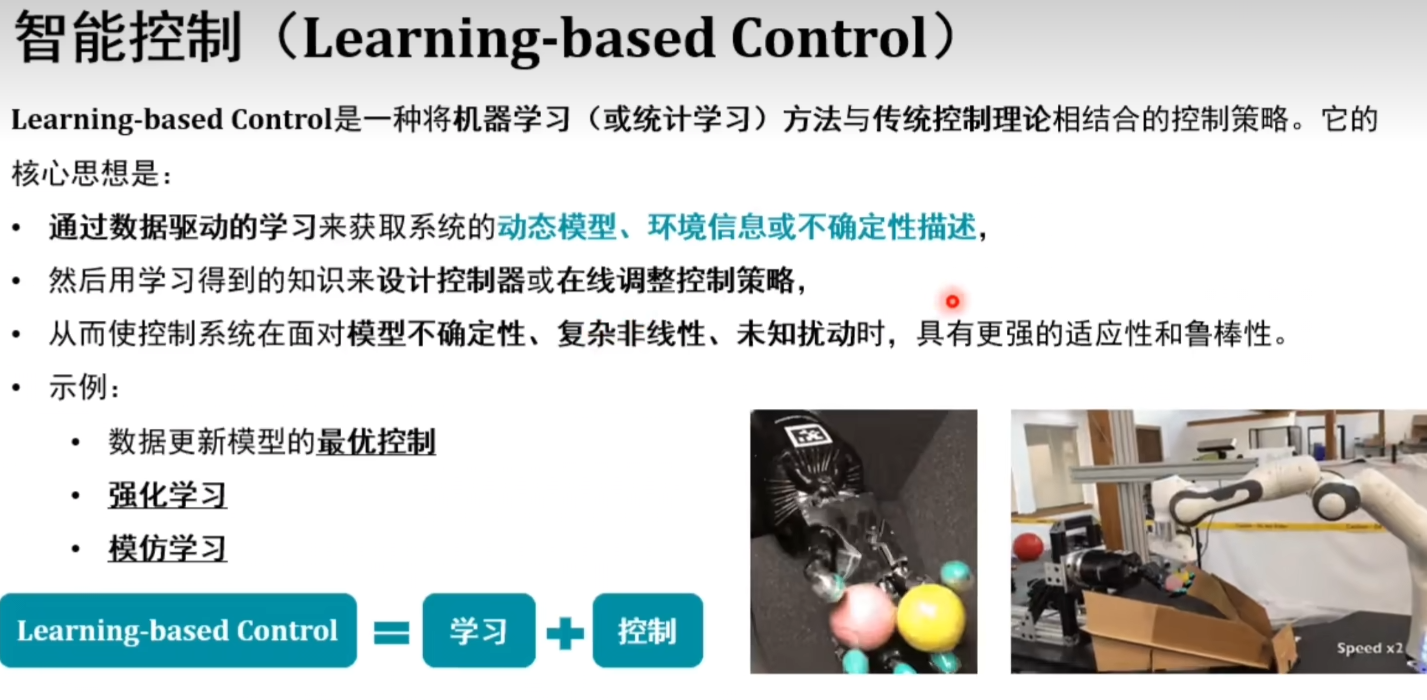 智能控制（Learning-based Control）
Learning-based Control是一种将机器学习（或统计学习）方法与传统控制理论相结合的控制策略。它的
核心思想是：
• 通过数据驱动的学习来获取系统的动态模型、环境信息或不确定性描述，
• 然后用学习得到的知识来设计控制器或在线调整控制策略，
• 从而使控制系统在面对模型不确定性、复杂非线性、未知扰动时，具有更强的适应性和鲁棒性。
• 示例：
• 数据更新模型的最优控制
• 强化学习
• 模仿学习
Learning-based Control = 学习 + 控制
Speed x2